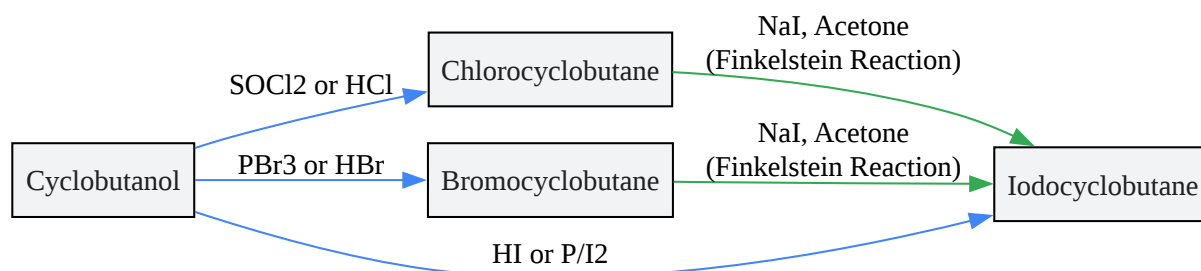 NaI, Acetone
(Finkelstein Reaction)
Chlorocyclobutane
SOCl2 or HCl
NaI, Acetone
(Finkelstein Reaction)
PBr3 or HBr
Cyclobutanol
Bromocyclobutane
Iodocyclobutane
HI or P/I2